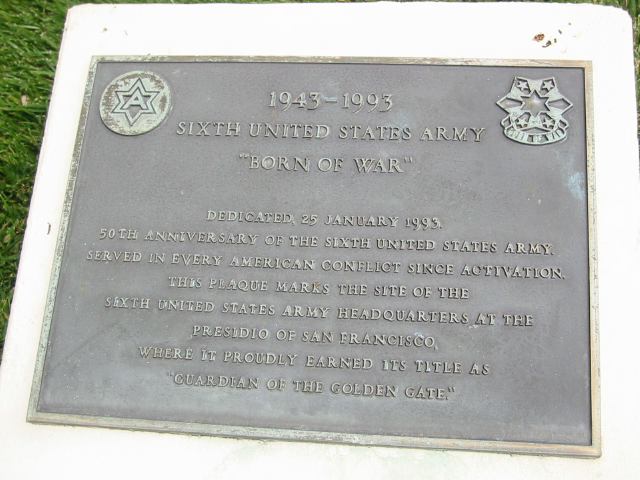 A
1943-1993
SIXTH UNITED STATES ARMY
"BORN OF WAR"
DEDICATED, 25 JANUARY 1993.
50TH ANNIVERSARY OF THE SIXTH UNITED STATES ARMY.
SERVED IN EVERY AMERICAN CONFLICT SINCE ACTIVATION.
THIS PLAQUE MARKS THE SITE OF THE
SIXTH UNITED STATES ARMY HEADQUARTERS AT THE
PRESIDIO OF SAN FRANCISCO,
WHERE IT PROUDLY EARNED ITS TITLE AS
"GUARDIAN OF THE GOLDEN GATE."